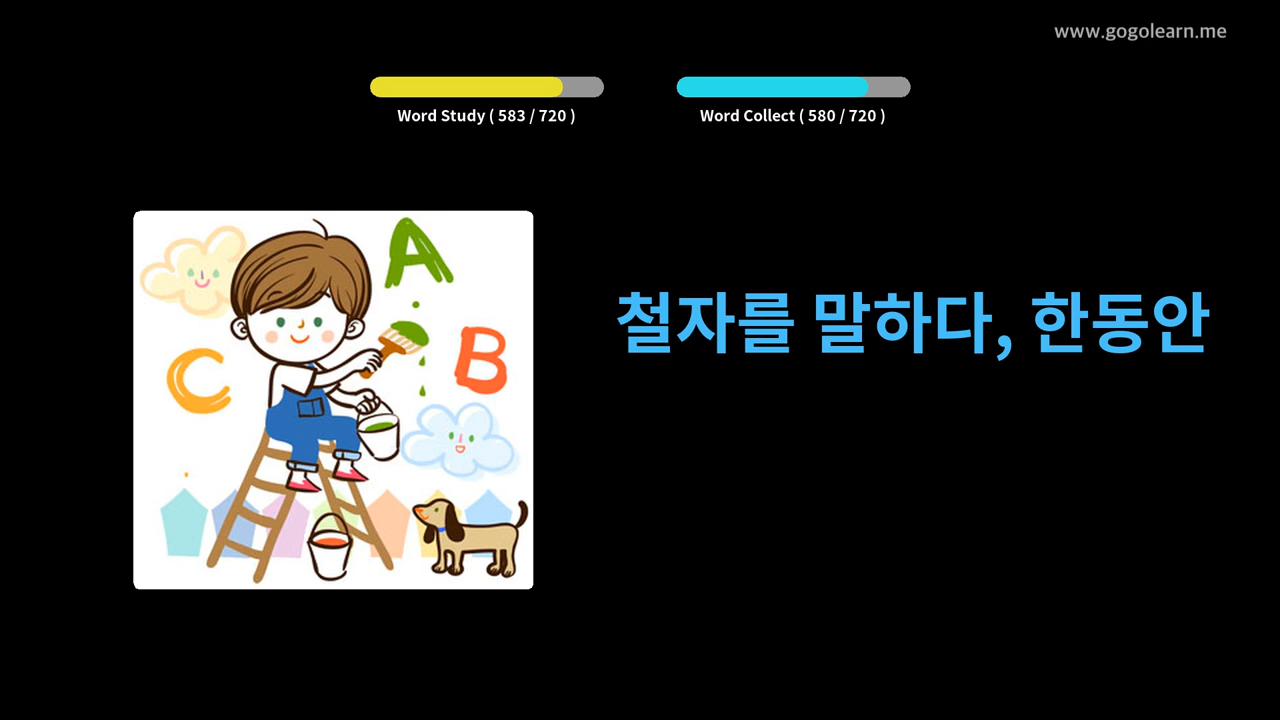 www.gogolearn.me
Word Study ( 583 / 720 )
Word Collect ( 580 / 720 )
A
B
C
철자를 말하다, 한동안